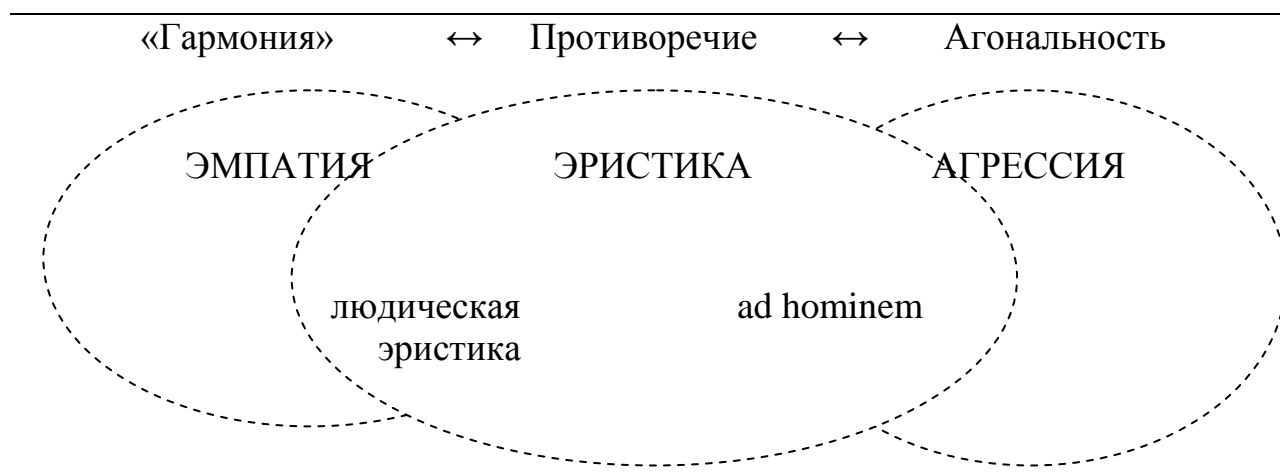 «Гармония» ↔ Противоречие ↔ Агональность
ЭМПАТИЯ ЭРИСТИКА АГРЕССИЯ
людическая ad hominem
эристика